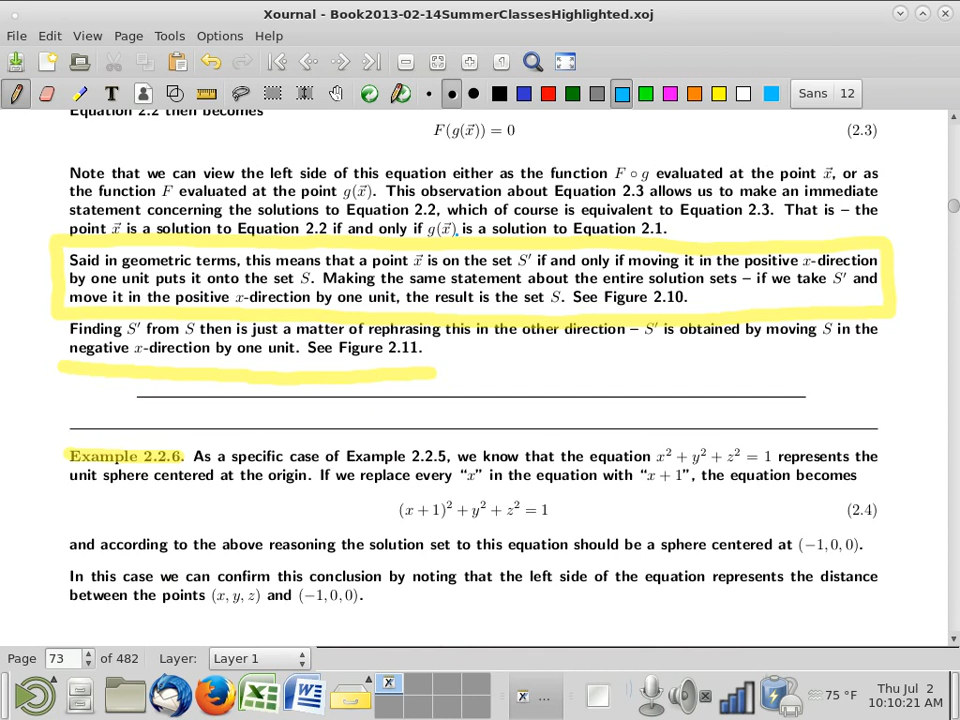 Xournal - Book2013-02-14SummerClassesHighlighted.xoj
File Edit View Page Tools Options Help
Sans 12
Equation 2.2 then becomes
F(g(x⃗)) = 0 (2.3)
Note that we can view the left side of this equation either as the function F ∘ g evaluated at the point x⃗, or as
the function F evaluated at the point g(x⃗). This observation about Equation 2.3 allows us to make an immediate
statement concerning the solutions to Equation 2.2, which of course is equivalent to Equation 2.3. That is – the
point x⃗ is a solution to Equation 2.2 if and only if g(x⃗) is a solution to Equation 2.1.
Said in geometric terms, this means that a point x⃗ is on the set S′ if and only if moving it in the positive x-direction
by one unit puts it onto the set S. Making the same statement about the entire solution sets – if we take S′ and
move it in the positive x-direction by one unit, the result is the set S. See Figure 2.10.
Finding S′ from S then is just a matter of rephrasing this in the other direction – S′ is obtained by moving S in the
negative x-direction by one unit. See Figure 2.11.
Example 2.2.6. As a specific case of Example 2.2.5, we know that the equation x² + y² + z² = 1 represents the
unit sphere centered at the origin. If we replace every “x” in the equation with “x + 1”, the equation becomes
(x + 1)² + y² + z² = 1 (2.4)
and according to the above reasoning the solution set to this equation should be a sphere centered at (−1, 0, 0).
In this case we can confirm this conclusion by noting that the left side of the equation represents the distance
between the points (x, y, z) and (−1, 0, 0).
Page 73 of 482 Layer: Layer 1
... 75 °F Thu Jul 2
10:10:21 AM